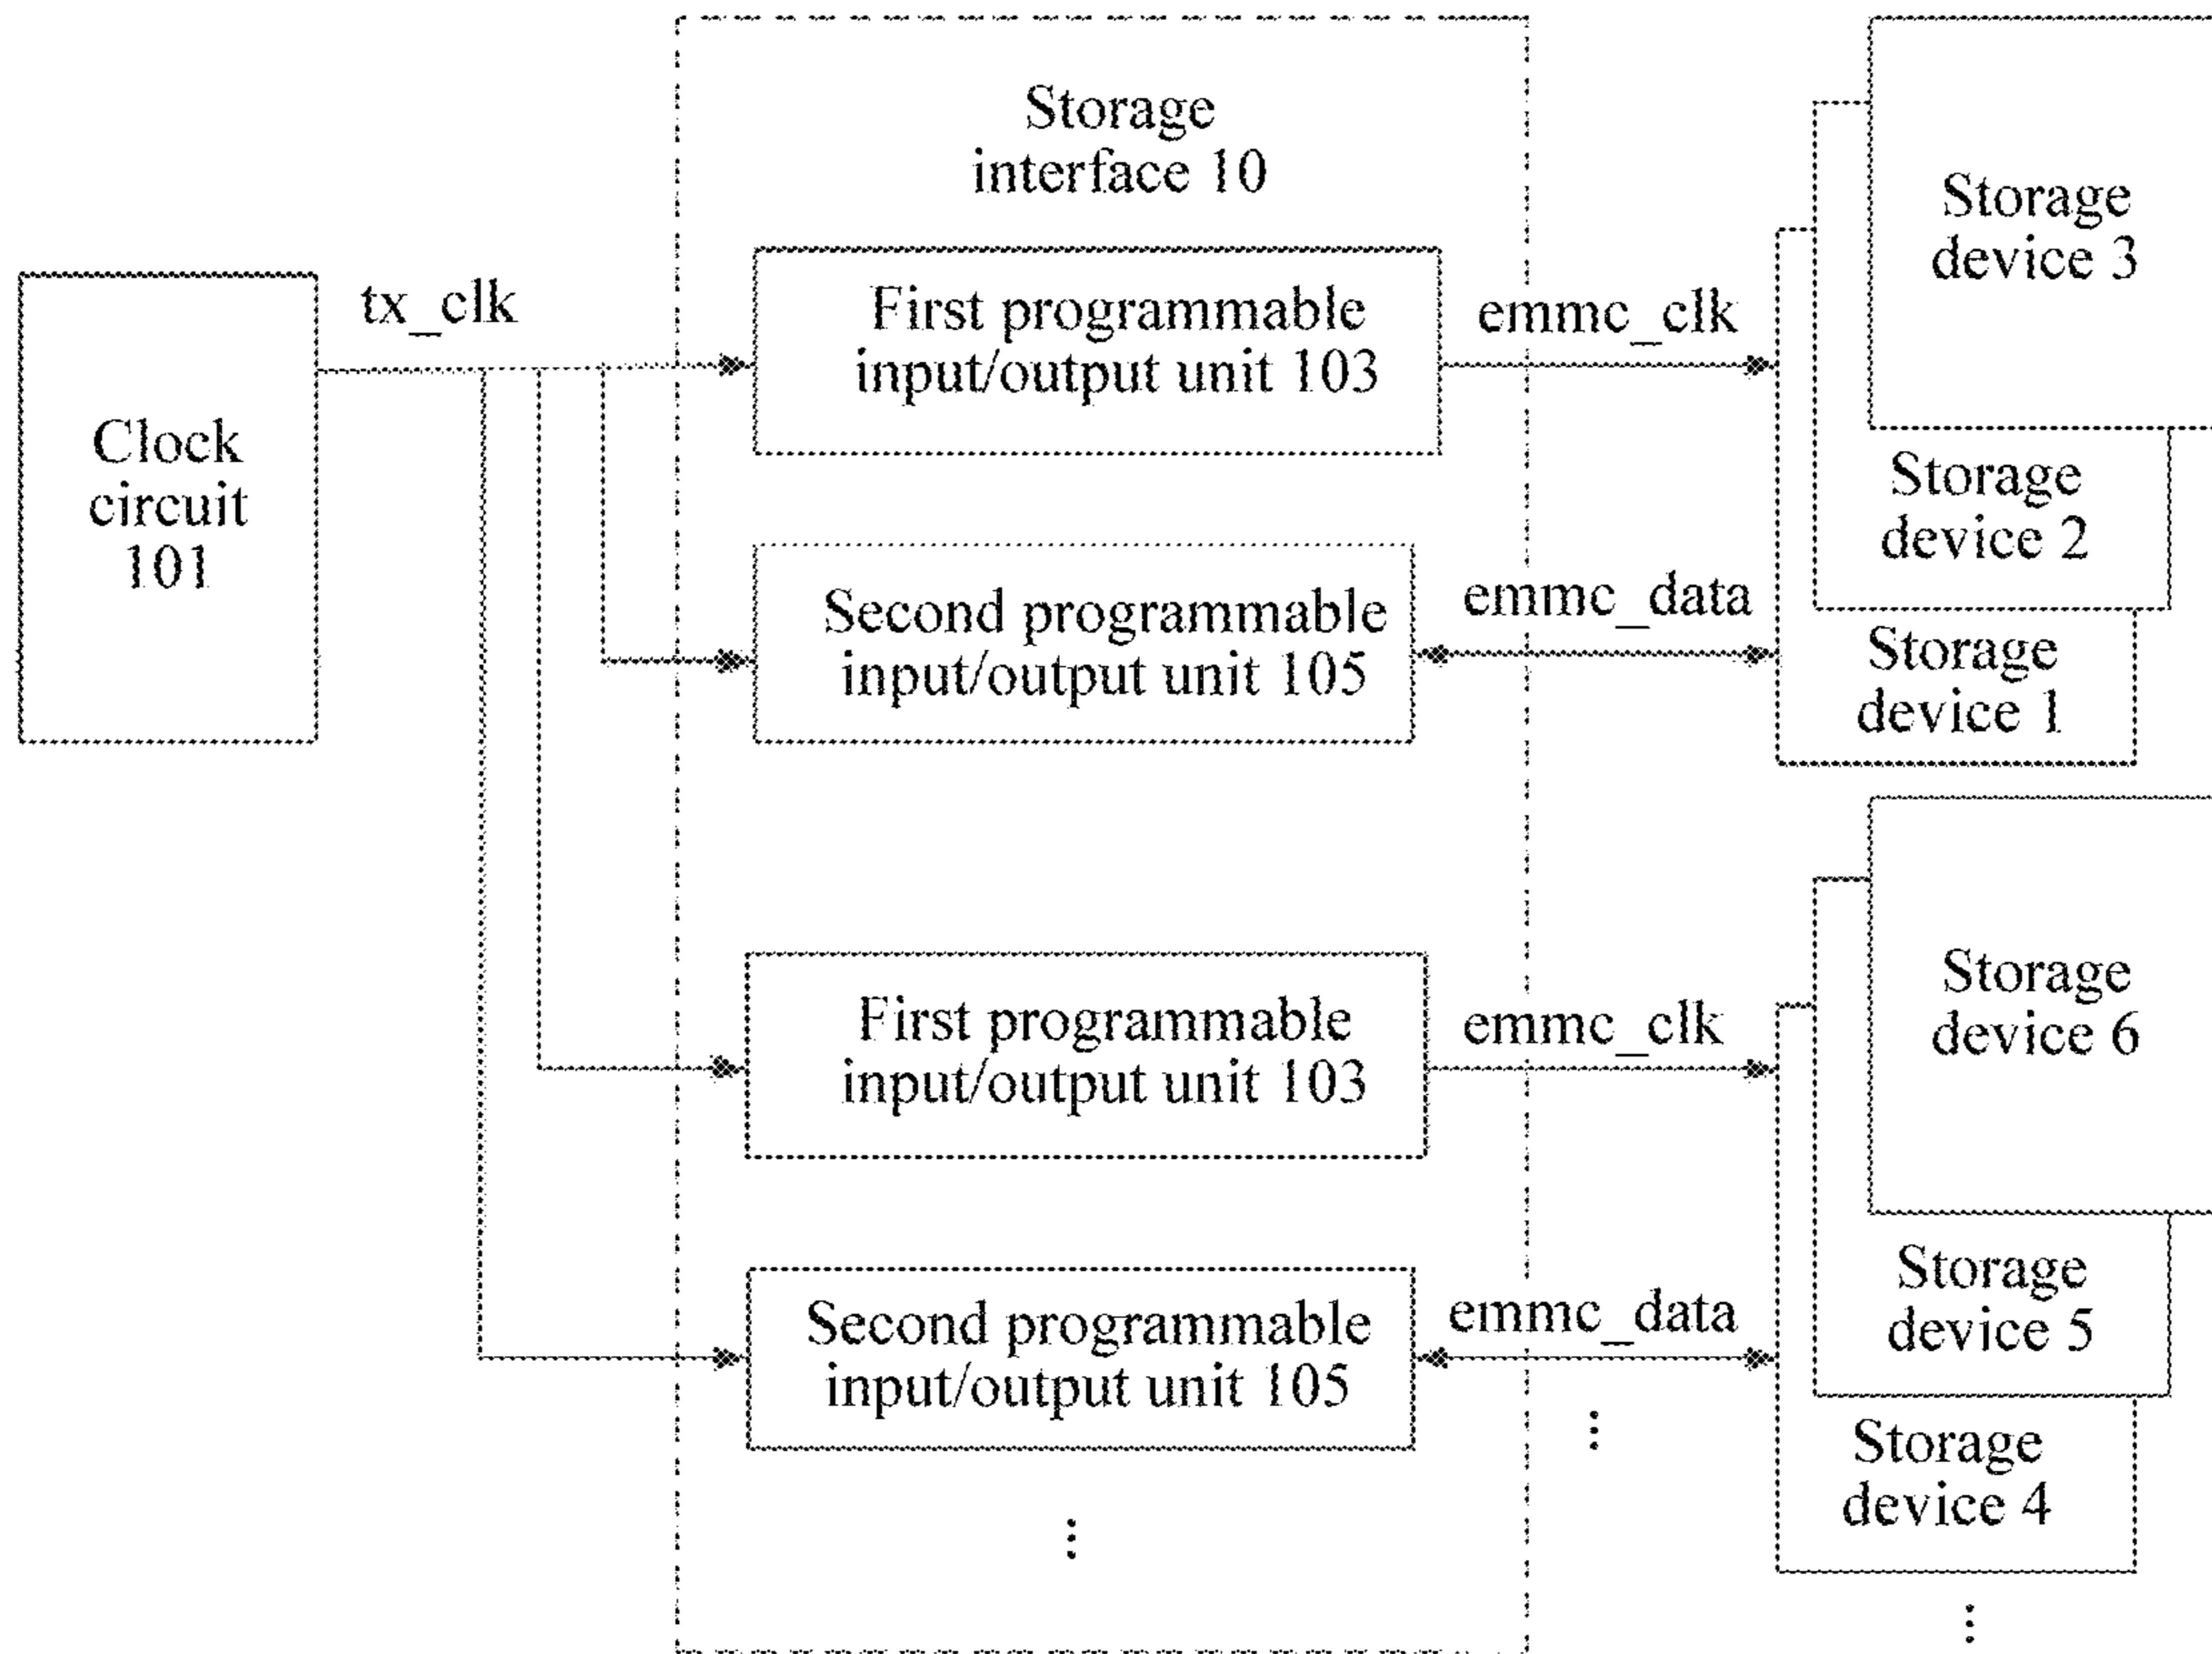 Storage
interface 10
Clock
circuit
101
tx_clk
First programmable
input/output unit 103
emmc_clk
Storage
device 3
Storage
device 2
Second programmable
input/output unit 105
emmc_data
Storage
device 1
First programmable
input/output unit 103
emmc_clk
Storage
device 6
Storage
device 5
Second programmable
input/output unit 105
emmc_data
Storage
device 4